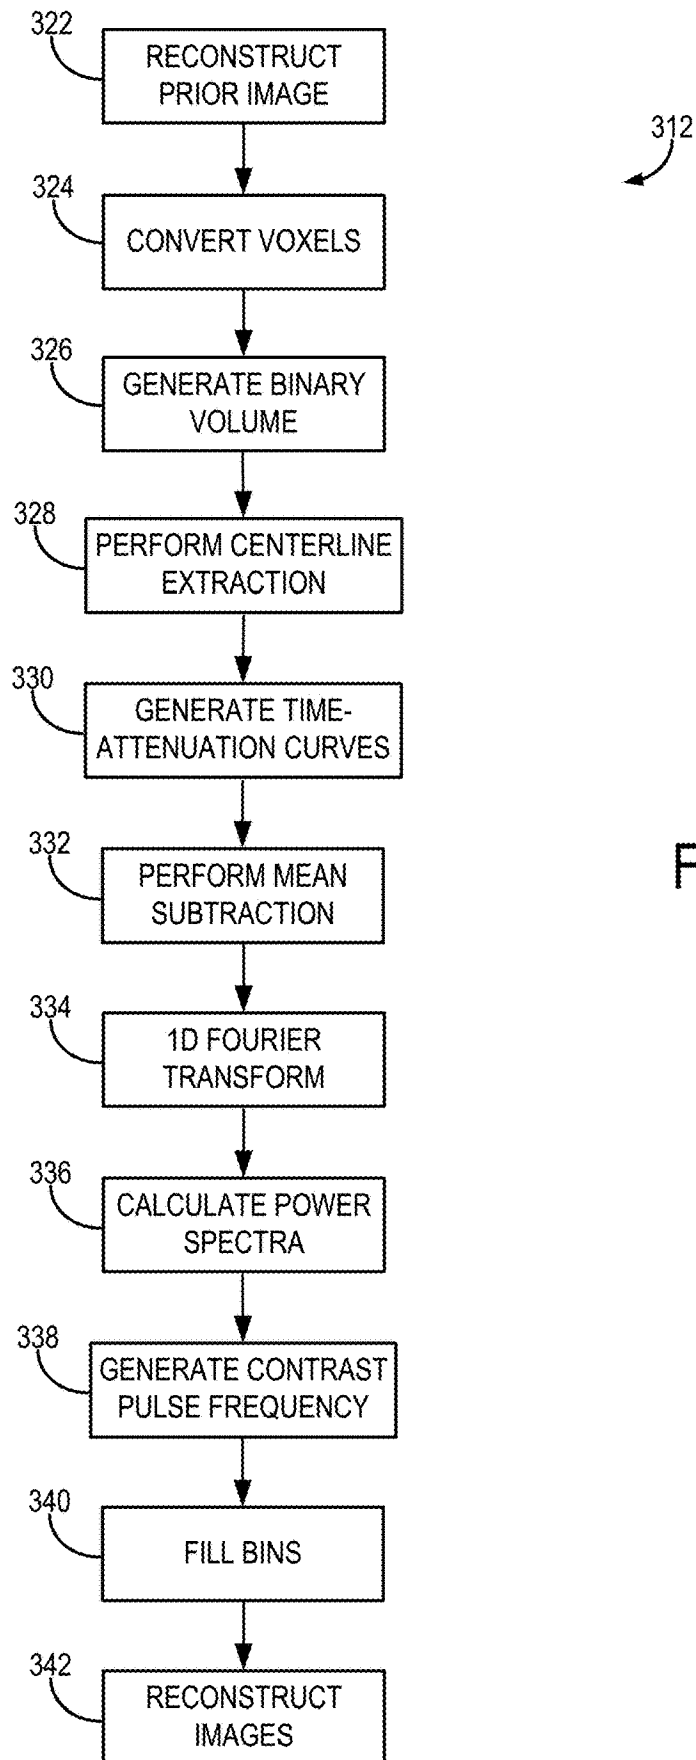 322
RECONSTRUCT
PRIOR IMAGE
312
324
CONVERT VOXELS
326
GENERATE BINARY
VOLUME
328
PERFORM CENTERLINE
EXTRACTION
330
GENERATE TIME-
ATTENUATION CURVES
332
PERFORM MEAN
SUBTRACTION
F
334
1D FOURIER
TRANSFORM
336
CALCULATE POWER
SPECTRA
338
GENERATE CONTRAST
PULSE FREQUENCY
340
FILL BINS
342
RECONSTRUCT
IMAGES